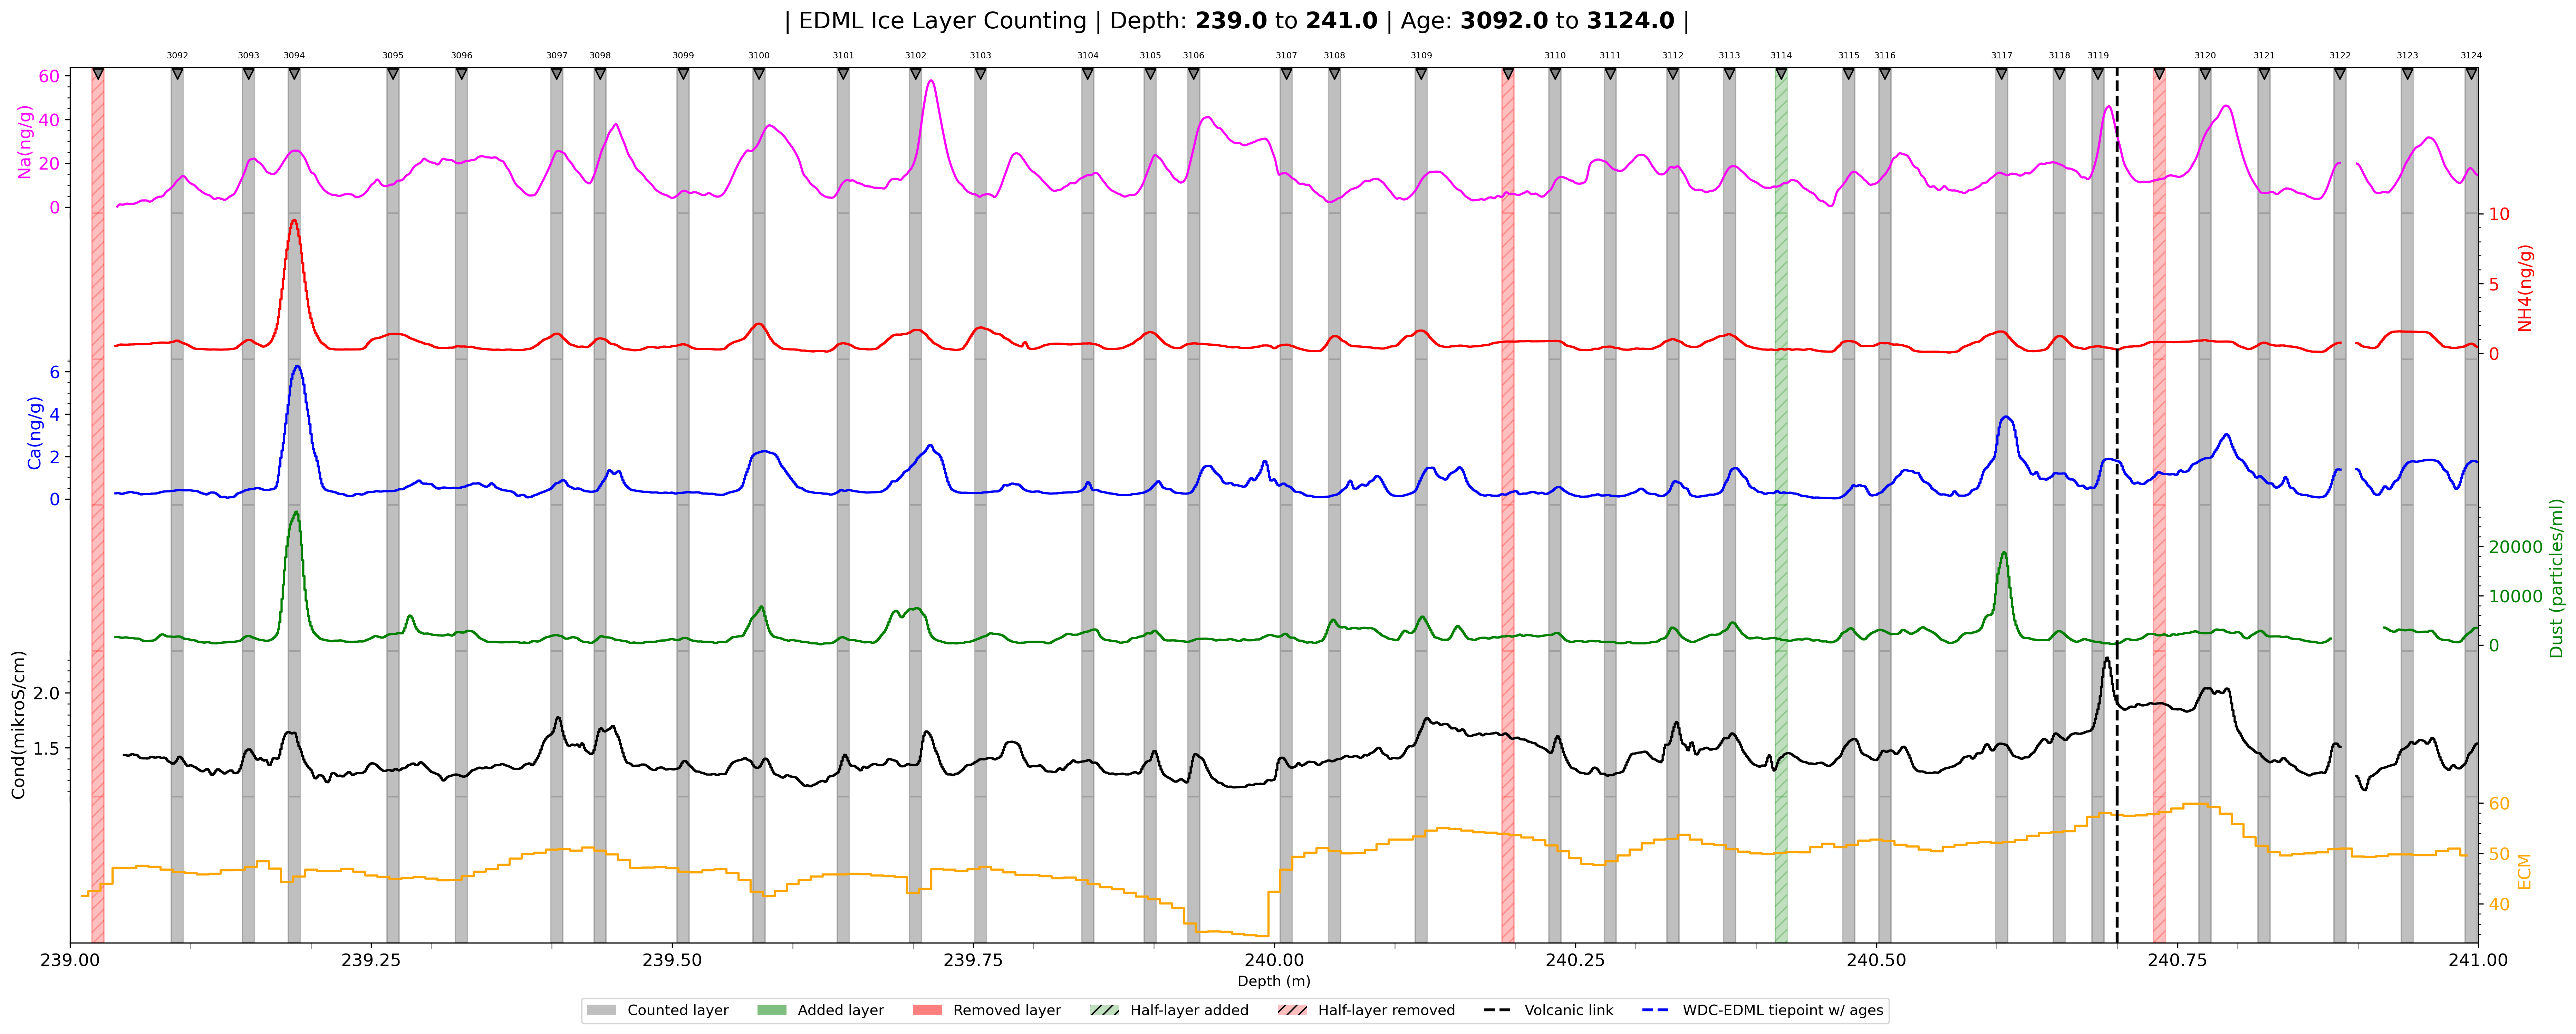 | EDML Ice Layer Counting | Depth: 239.0 to 241.0 | Age: 3092.0 to 3124.0 |
3092 3093 3094 3095 3096 3097 3098 3099 3100 3101 3102 3103 3104 3105 3106 3107 3108 3109 3110 3111 3112 3113 3114 3115 3116 3117 3118 3119 3120 3121 3122 3123 3124
Na(ng/g)
60
40
20
0
NH4(ng/g)
10
5
0
Ca(ng/g)
6
4
2
0
Dust (particles/ml)
20000
10000
0
Cond(mikroS/cm)
2.0
1.5
ECM
60
50
40
239.00 239.25 239.50 239.75 240.00 240.25 240.50 240.75 241.00
Depth (m)
Counted layer Added layer Removed layer Half-layer added Half-layer removed Volcanic link WDC-EDML tiepoint w/ ages